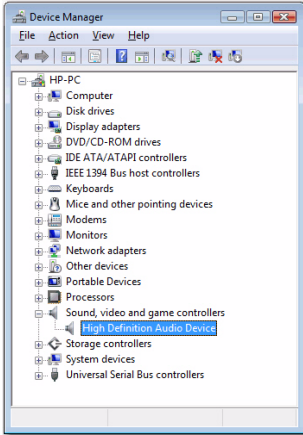 Device Manager
File Action View Help
HP-PC
Computer
Disk drives
Display adapters
DVD/CD-ROM drives
IDE ATA/ATAPI controllers
IEEE 1394 Bus host controllers
Keyboards
Mice and other pointing devices
Modems
Monitors
Network adapters
Other devices
Portable Devices
Processors
Sound, video and game controllers
High Definition Audio Device
Storage controllers
System devices
Universal Serial Bus controllers